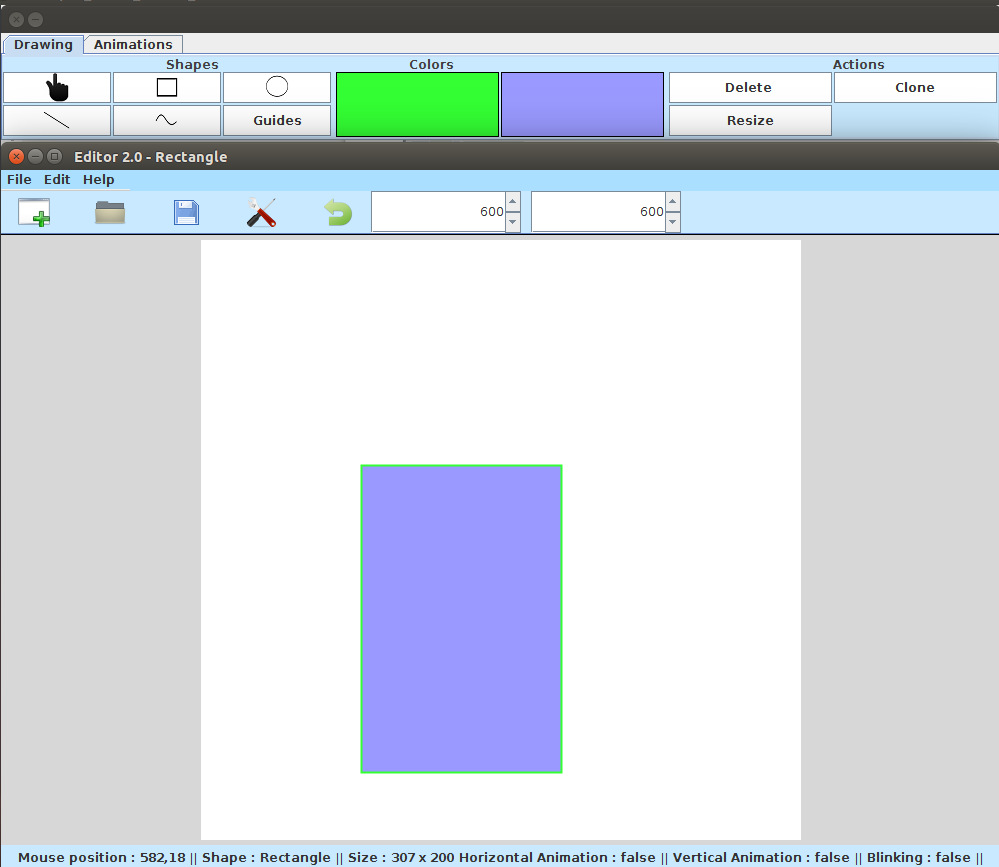 Drawing Animations
Shapes Colors Actions
Delete Clone
Guides Resize
Editor 2.0 - Rectangle
File Edit Help
600 600
Mouse position : 582,18 || Shape : Rectangle || Size : 307 x 200 Horizontal Animation : false || Vertical Animation : false || Blinking : false ||